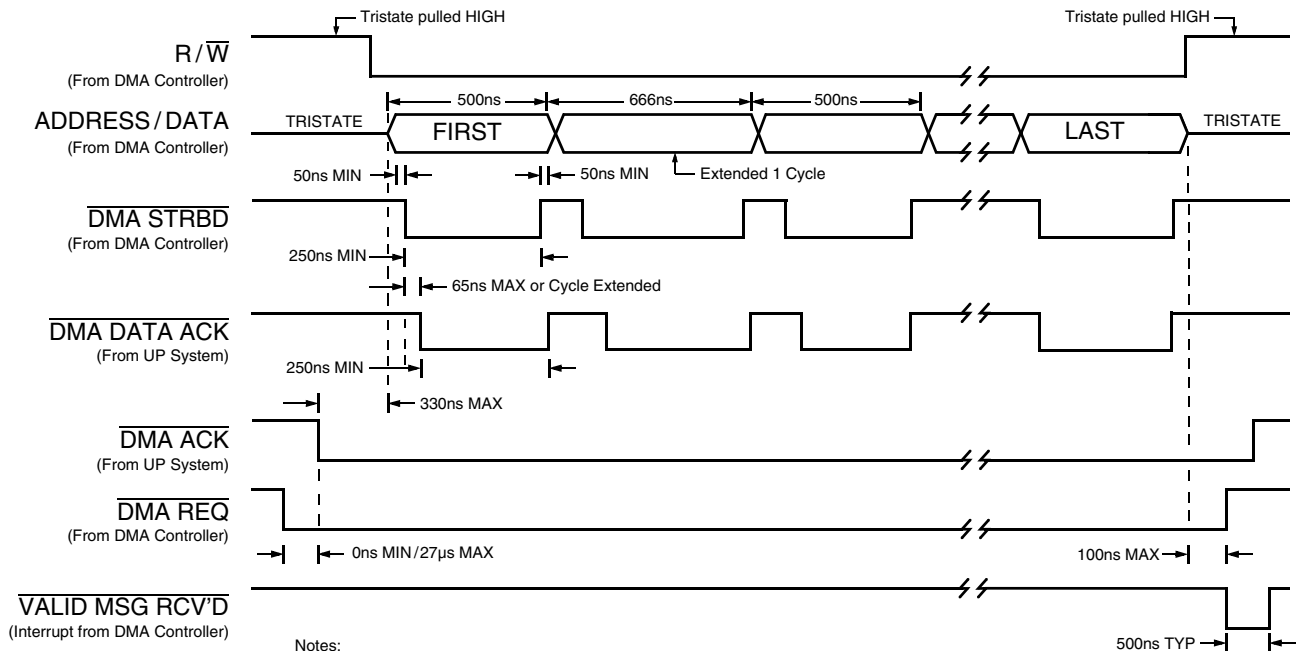 Tristate pulled HIGH
Tristate pulled HIGH
R/W
(From DMA Controller)
500ns
666ns
500ns
ADDRESS/DATA
(From DMA Controller)
TRISTATE
FIRST
LAST
TRISTATE
50ns MIN
50ns MIN
Extended 1 Cycle
DMA STRBD
(From DMA Controller)
250ns MIN
65ns MAX or Cycle Extended
DMA DATA ACK
(From UP System)
250ns MIN
330ns MAX
DMA ACK
(From UP System)
DMA REQ
(From DMA Controller)
0ns MIN/27µs MAX
100ns MAX
VALID MSG RCV'D
(Interrupt from DMA Controller)
Notes:
500ns TYP